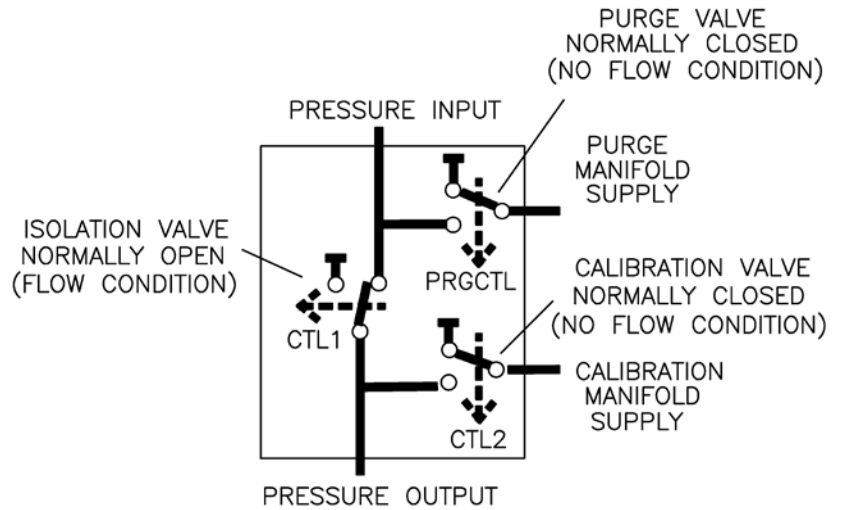 PURGE VALVE
NORMALLY CLOSED
(NO FLOW CONDITION)
PRESSURE INPUT
PURGE
MANIFOLD
SUPPLY
ISOLATION VALVE
NORMALLY OPEN
(FLOW CONDITION)
PRGCTL
CALIBRATION VALVE
NORMALLY CLOSED
(NO FLOW CONDITION)
CTL1
CALIBRATION
MANIFOLD
SUPPLY
CTL2
PRESSURE OUTPUT